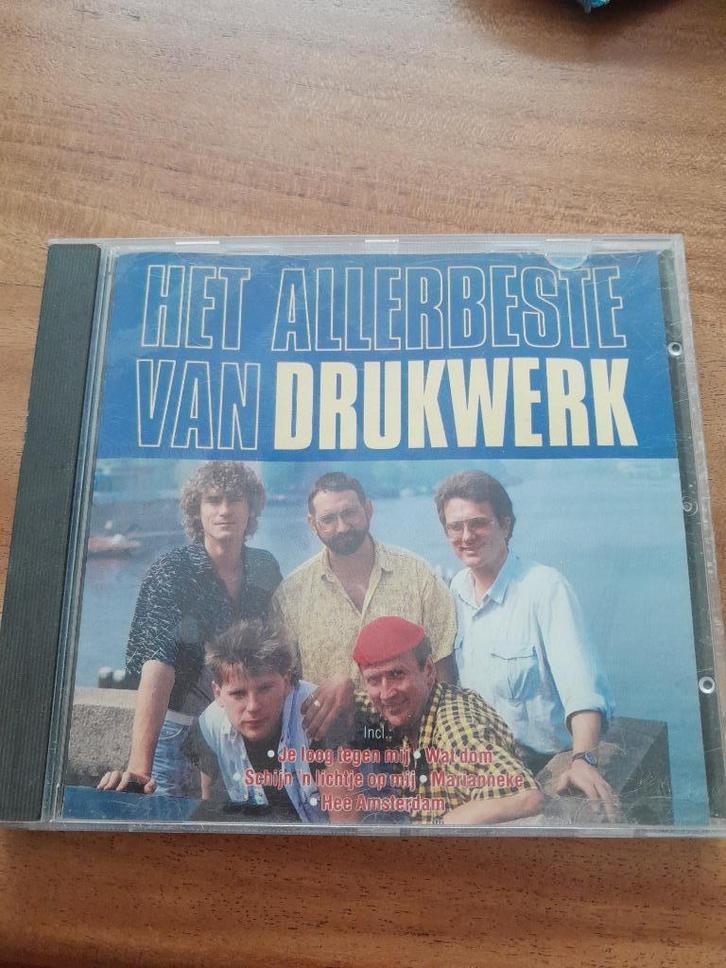 HET ALLERBESTE
VAN DRUKWERK
Incl.:
• Je loog tegen mij • Wat dom
• Schijn 'n lichtje op mij • Marianneke
• Hee Amsterdam